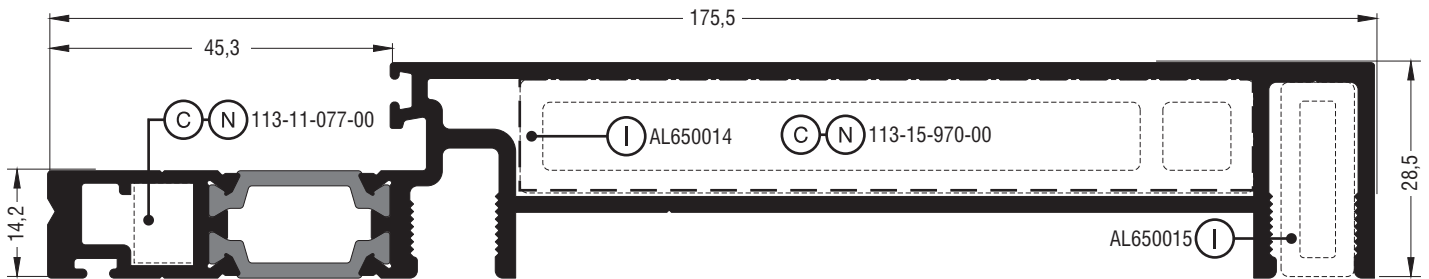 175,5
45,3
C N 113-11-077-00
I AL650014
C N 113-15-970-00
14,2
28,5
AL650015 I